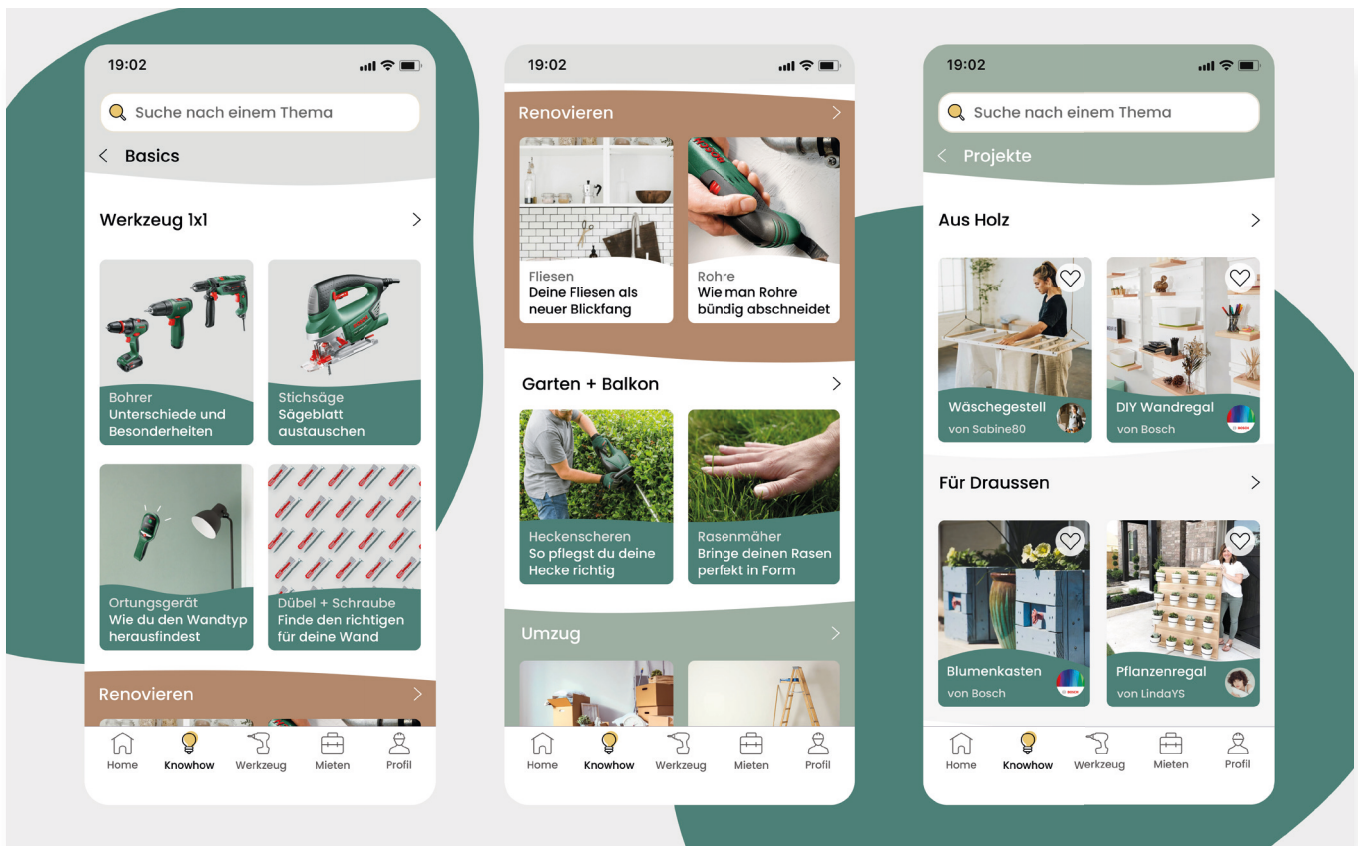 19:02
Suche nach einem Thema
Basics
Werkzeug 1x1
Bohrer
Unterschiede und
Besonderheiten
Stichsäge
Sägeblatt
austauschen
Ortungsgerät
Wie du den Wandtyp
herausfindest
Dübel + Schraube
Finde den richtigen
für deine Wand
Renovieren
Home
Knowhow
Werkzeug
Mieten
Profil
19:02
Renovieren
BOSCH
Fliesen
Deine Fliesen als
neuer Blickfang
Rohre
Wie man Rohre
bündig abschneidet
Garten + Balkon
Heckenscheren
So pflegst du deine
Hecke richtig
Rasenmäher
Bringe deinen Rasen
perfekt in Form
Umzug
Home
Knowhow
Werkzeug
Mieten
Profil
19:02
Suche nach einem Thema
Projekte
Aus Holz
Wäschegestell
von Sabine80
DIY Wandregal
von Bosch
BOSCH
Für Draussen
Blumenkasten
von Bosch
BOSCH
Pflanzenregal
von LindaYS
Home
Knowhow
Werkzeug
Mieten
Profil